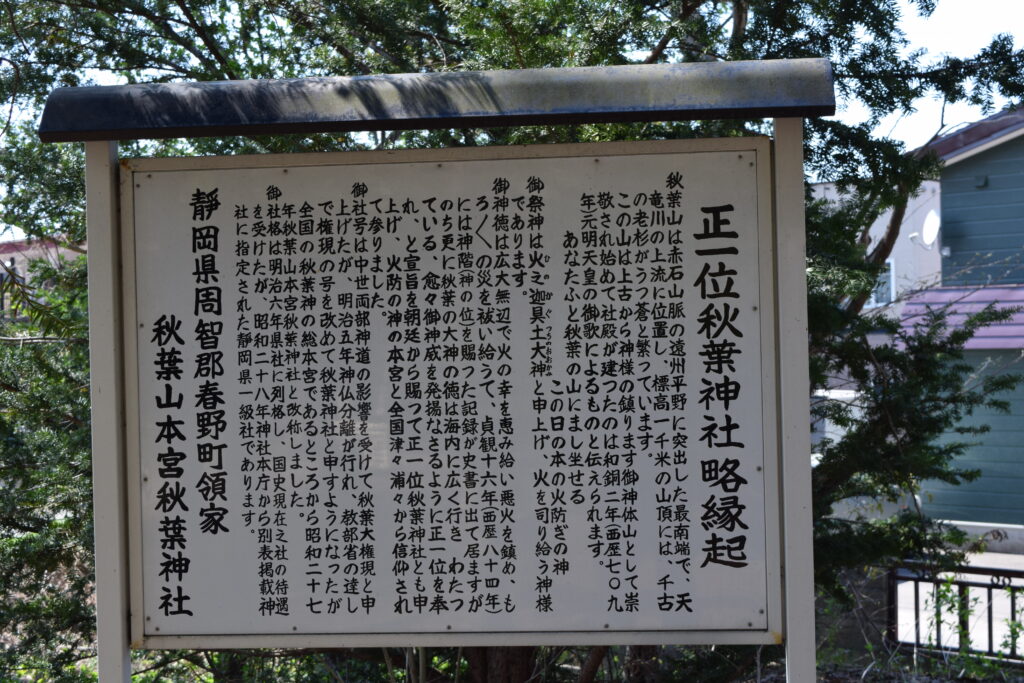 正一位秋葉神社略縁起
秋葉山は赤石山脈の遠州平野に突出した最南端で、天
竜川の上流に位置し、標高一千米の山頂には、千古
の老杉がうつ蒼と繁っています。
この山は上古から神様の鎮ります御神体山として崇
敬され始めて社殿が建つたのは和銅二年(西歴七〇九
年)元明天皇の御歌によるものと伝えられます。
あなたふと秋葉の山にまし坐せる
この日の本の火防ぎの神
御祭神は火之迦具土大神と申上げ、火を司り給う神様
であります。
御神徳は広大無辺で火の幸を恵み給い悪火を鎮め、も
ろ〳〵の災を祓い給うて、貞観十六年(西歴八十四年)
には神階神の位を賜った記録が史書に出て居ますが
のち更に秋葉の大神の徳は海内に広く行き、わたつ
ている、愈々御神威を発揚なさるように正一位を奉
れ、と宣旨を朝廷から賜つて正一位秋葉神社とも申
上げ、火防の神の本宮と全国津々浦々から信仰され
て参りました。
御社号は中世両部神道の影響を受けて秋葉大権現と申
上げたが、明治五年神仏分離が行れ、教部省の達し
で権現の号を改めて秋葉神社と申すようになったが
全国の秋葉神の総本宮であるところから昭和二十七
年秋葉山本宮秋葉神社と改称しました。
御社格は明治六年県社に列格し、国史現在之社の待遇
を受けたが、昭和二十八年神社本庁から別表掲載神
社に指定された靜岡県一級社であります。
靜岡県周智郡春野町領家
秋葉山本宮秋葉神社